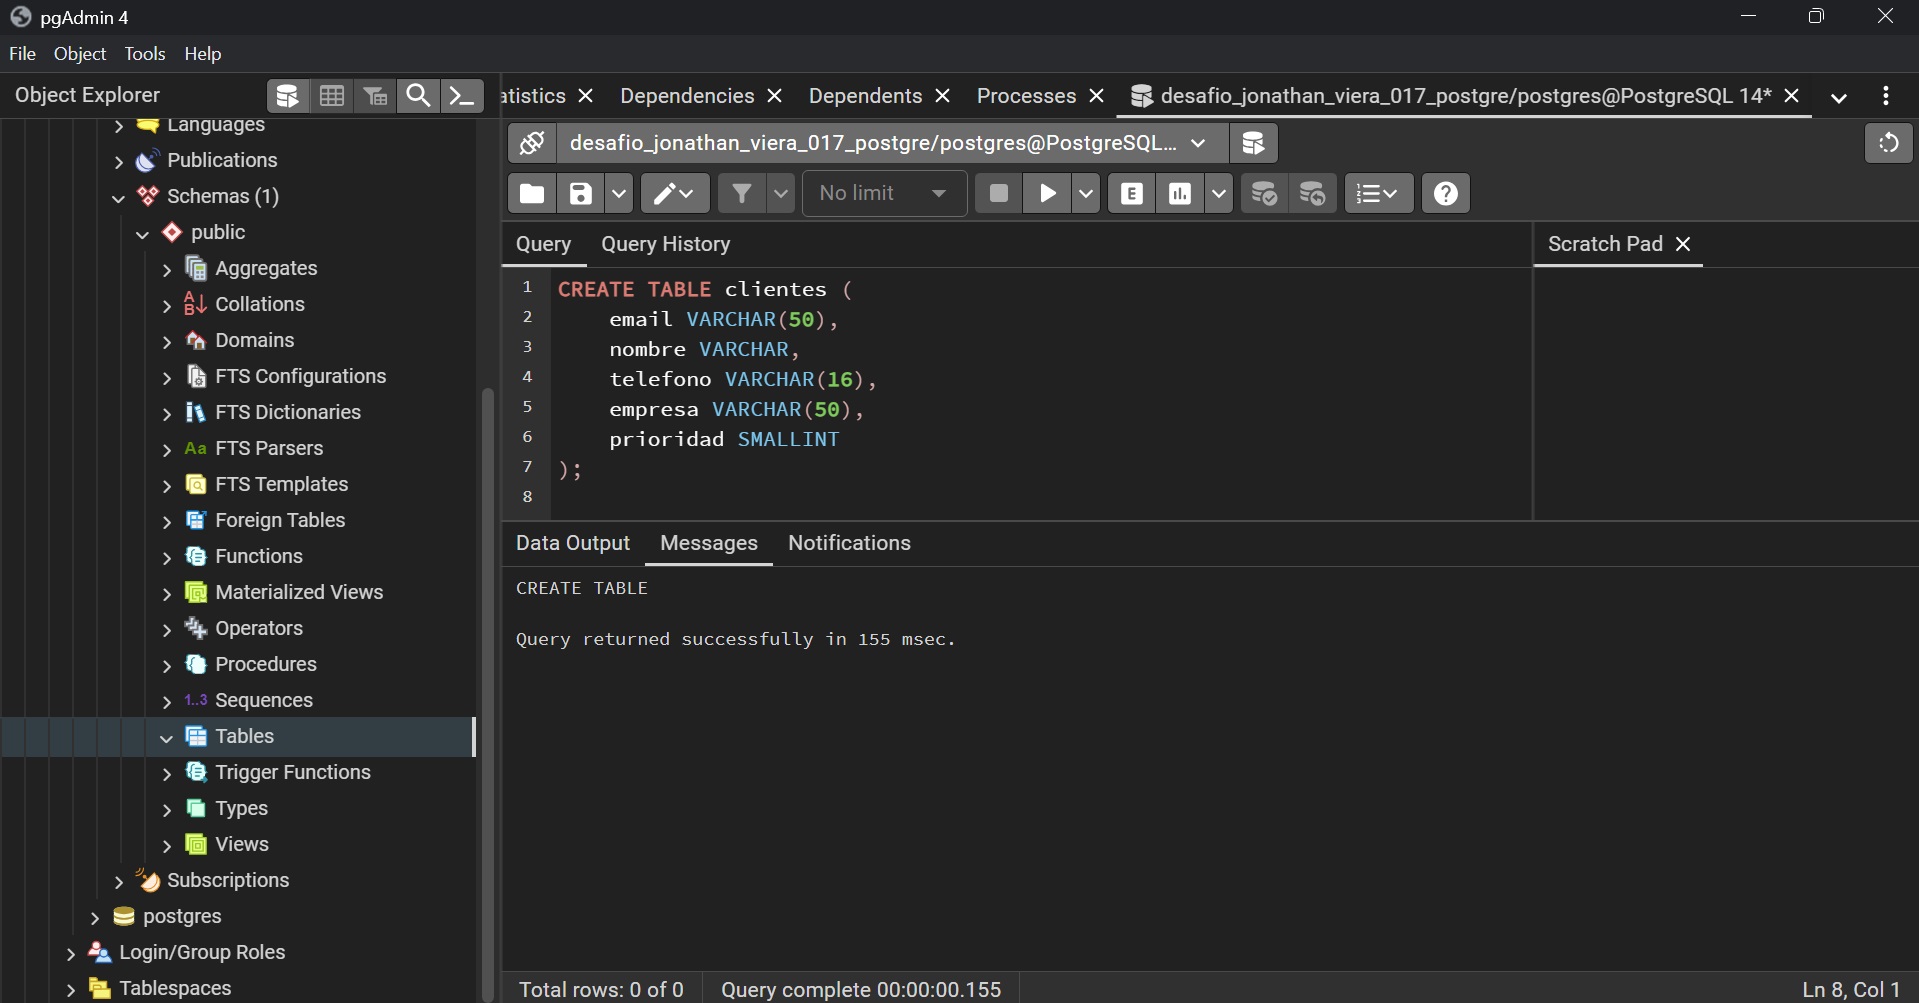 pgAdmin 4
File Object Tools Help
Object Explorer
atistics Dependencies Dependents Processes desafio_jonathan_viera_017_postgre/postgres@PostgreSQL 14*
Languages
Publications
Schemas (1)
public
Aggregates
Collations
Domains
FTS Configurations
FTS Dictionaries
Aa FTS Parsers
FTS Templates
Foreign Tables
Functions
Materialized Views
Operators
Procedures
1..3 Sequences
Tables
Trigger Functions
Types
Views
Subscriptions
postgres
Login/Group Roles
Tablespaces
desafio_jonathan_viera_017_postgre/postgres@PostgreSQL...
No limit
E
Query Query History
Scratch Pad
1 CREATE TABLE clientes (
2 email VARCHAR(50),
3 nombre VARCHAR,
4 telefono VARCHAR(16),
5 empresa VARCHAR(50),
6 prioridad SMALLINT
7 );
8
Data Output Messages Notifications
CREATE TABLE
Query returned successfully in 155 msec.
Total rows: 0 of 0 Query complete 00:00:00.155 Ln 8, Col 1